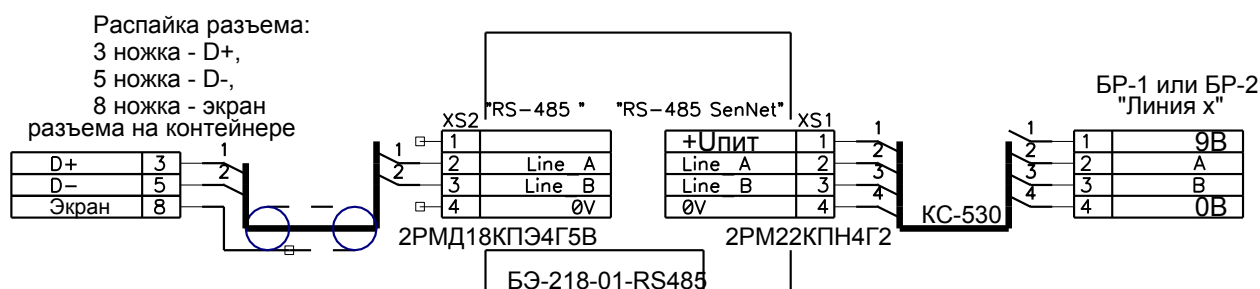 Распайка разъема:
3 ножка - D+,
5 ножка - D-,
8 ножка - экран
разъема на контейнере
D+ 3 1
D- 5 2
Экран 8
"RS-485 "
XS2
1
1 2 Line A
2 3 Line B
4 0V
2РМД18КПЭ4Г5В
"RS-485 SenNet"
XS1
+Uпит 1 1
Line A 2 2
Line B 3 3
0V 4 4
2РМ22КПН4Г2
КС-530
БР-1 или БР-2
"Линия х"
1 1 9В
2 2 А
3 3 В
4 4 0В
БЭ-218-01-RS485